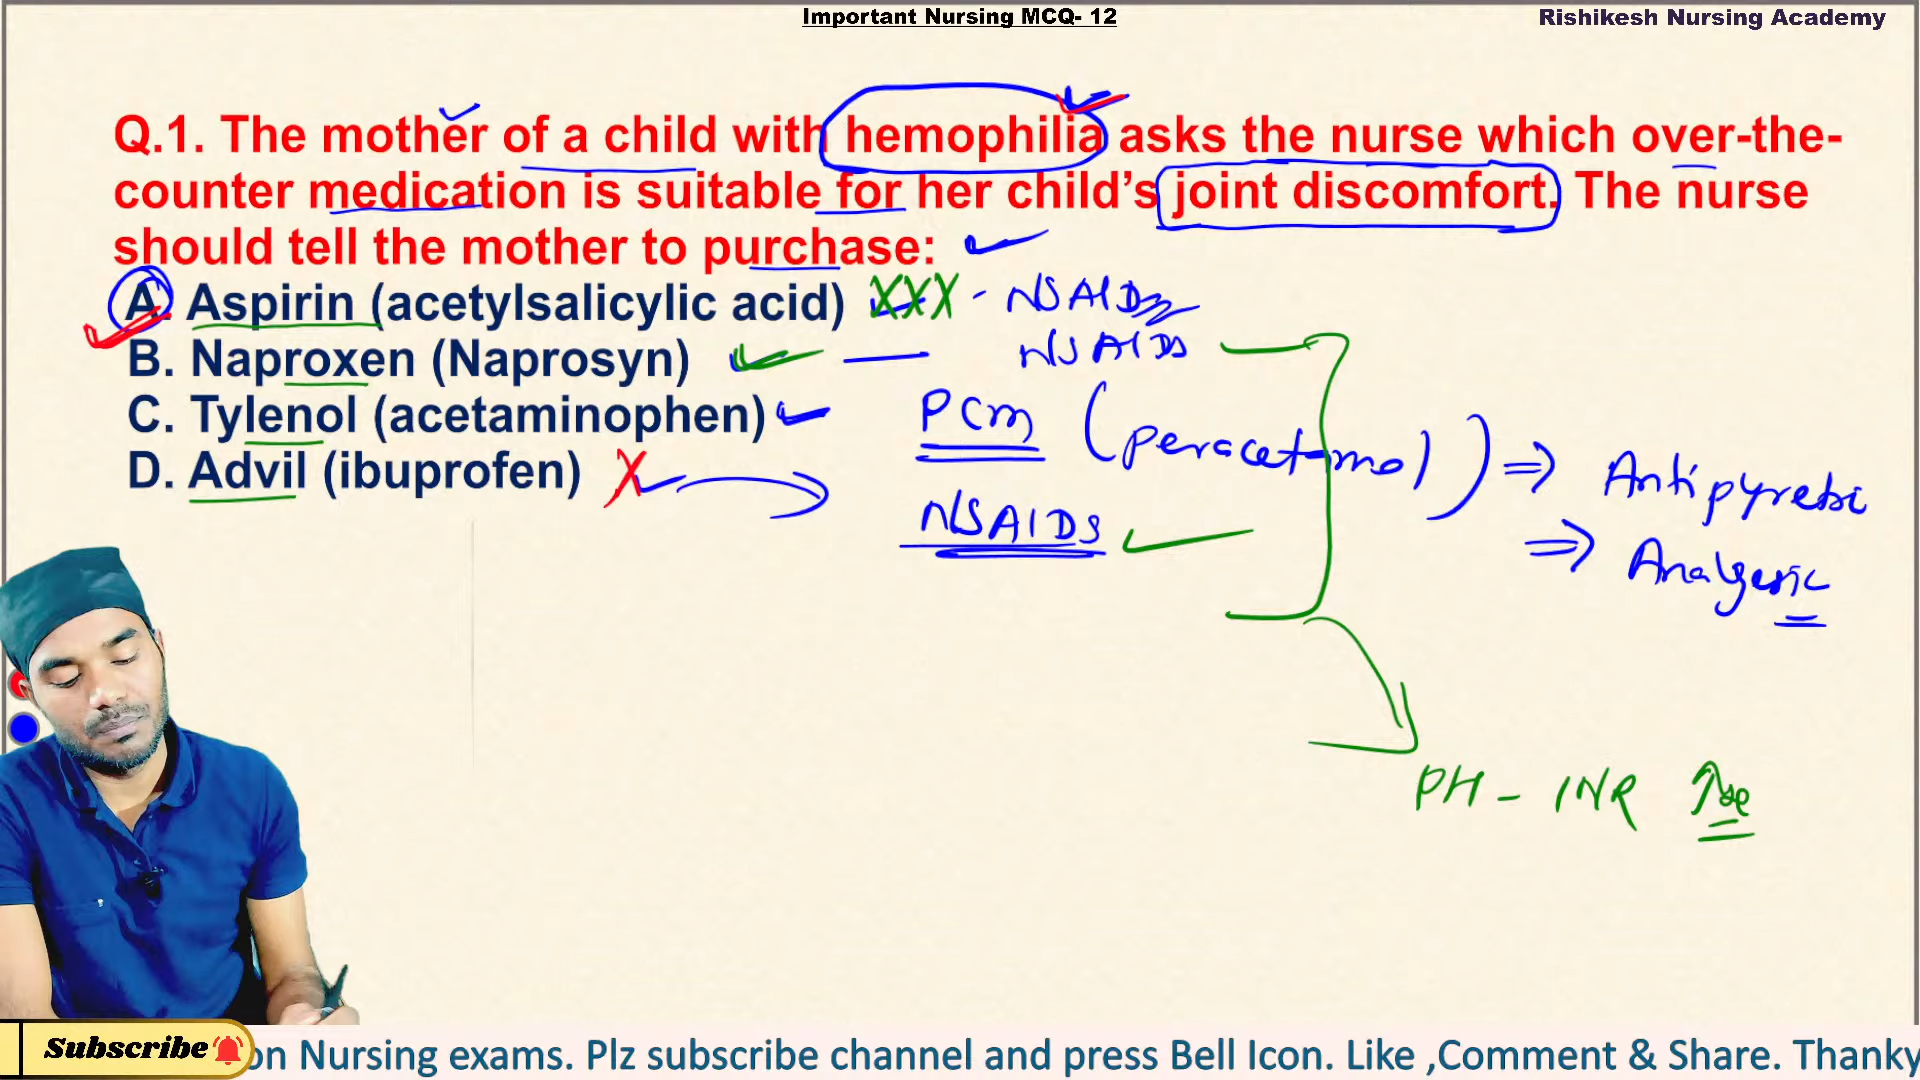 Important Nursing MCQ- 12
Rishikesh Nursing Academy
Q.1. The mother of a child with hemophilia asks the nurse which over-the-
counter medication is suitable for her child's joint discomfort. The nurse
should tell the mother to purchase:
A. Aspirin (acetylsalicylic acid) XXX - NSAIDs
B. Naproxen (Naprosyn) — NSAIDs
C. Tylenol (acetaminophen) PCM (peracetamol) ⇒ Antipyretic
D. Advil (ibuprofen) X NSAIDS ⇒ Analgesic
PH - INR ↑se
Subscribe
on Nursing exams. Plz subscribe channel and press Bell Icon. Like ,Comment & Share. Thanky